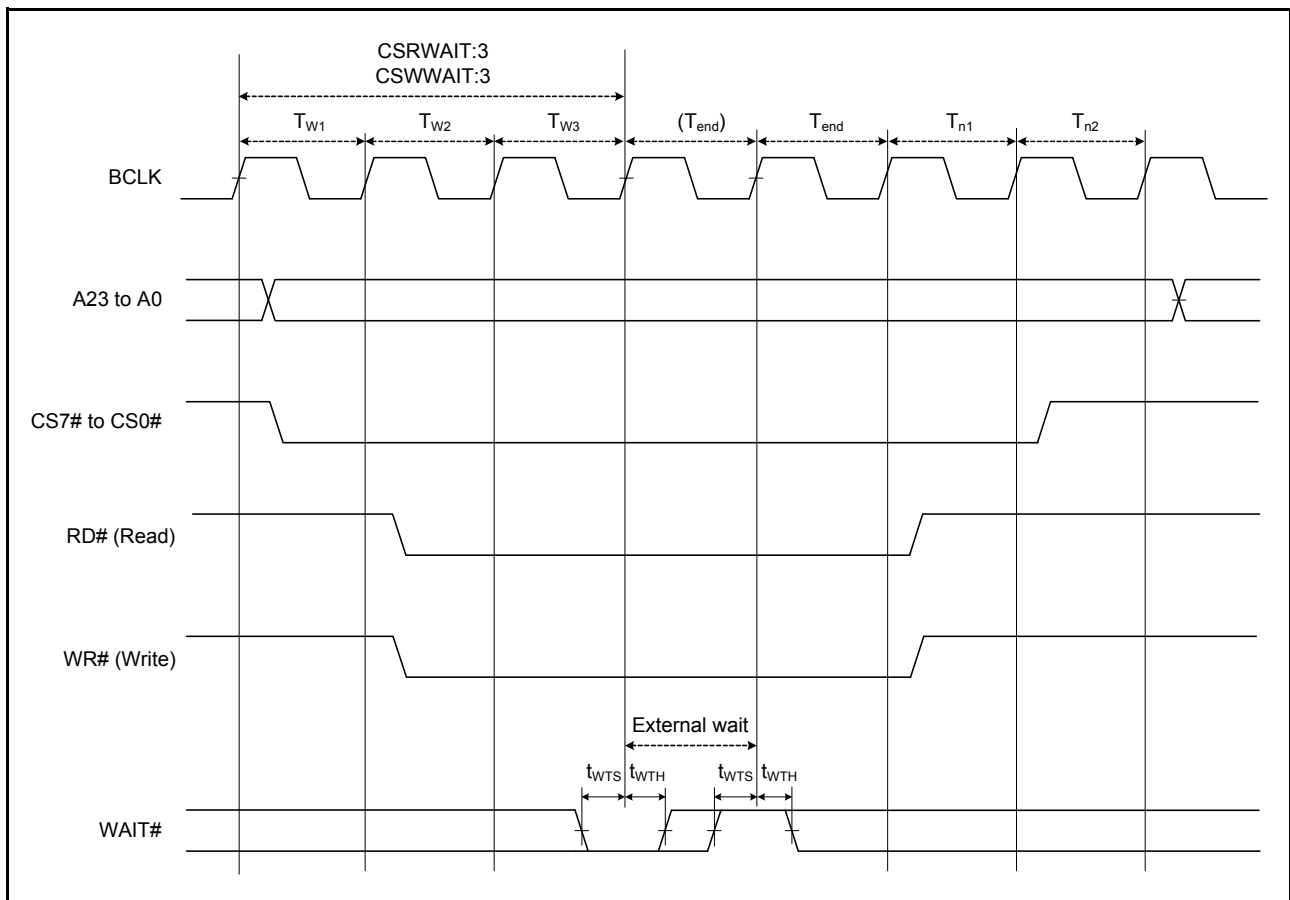 CSRWAIT:3
CSWWAIT:3
TW1 TW2 TW3 (Tend) Tend Tn1 Tn2
BCLK
A23 to A0
CS7# to CS0#
RD# (Read)
WR# (Write)
External wait
tWTS tWTH tWTS tWTH
WAIT#